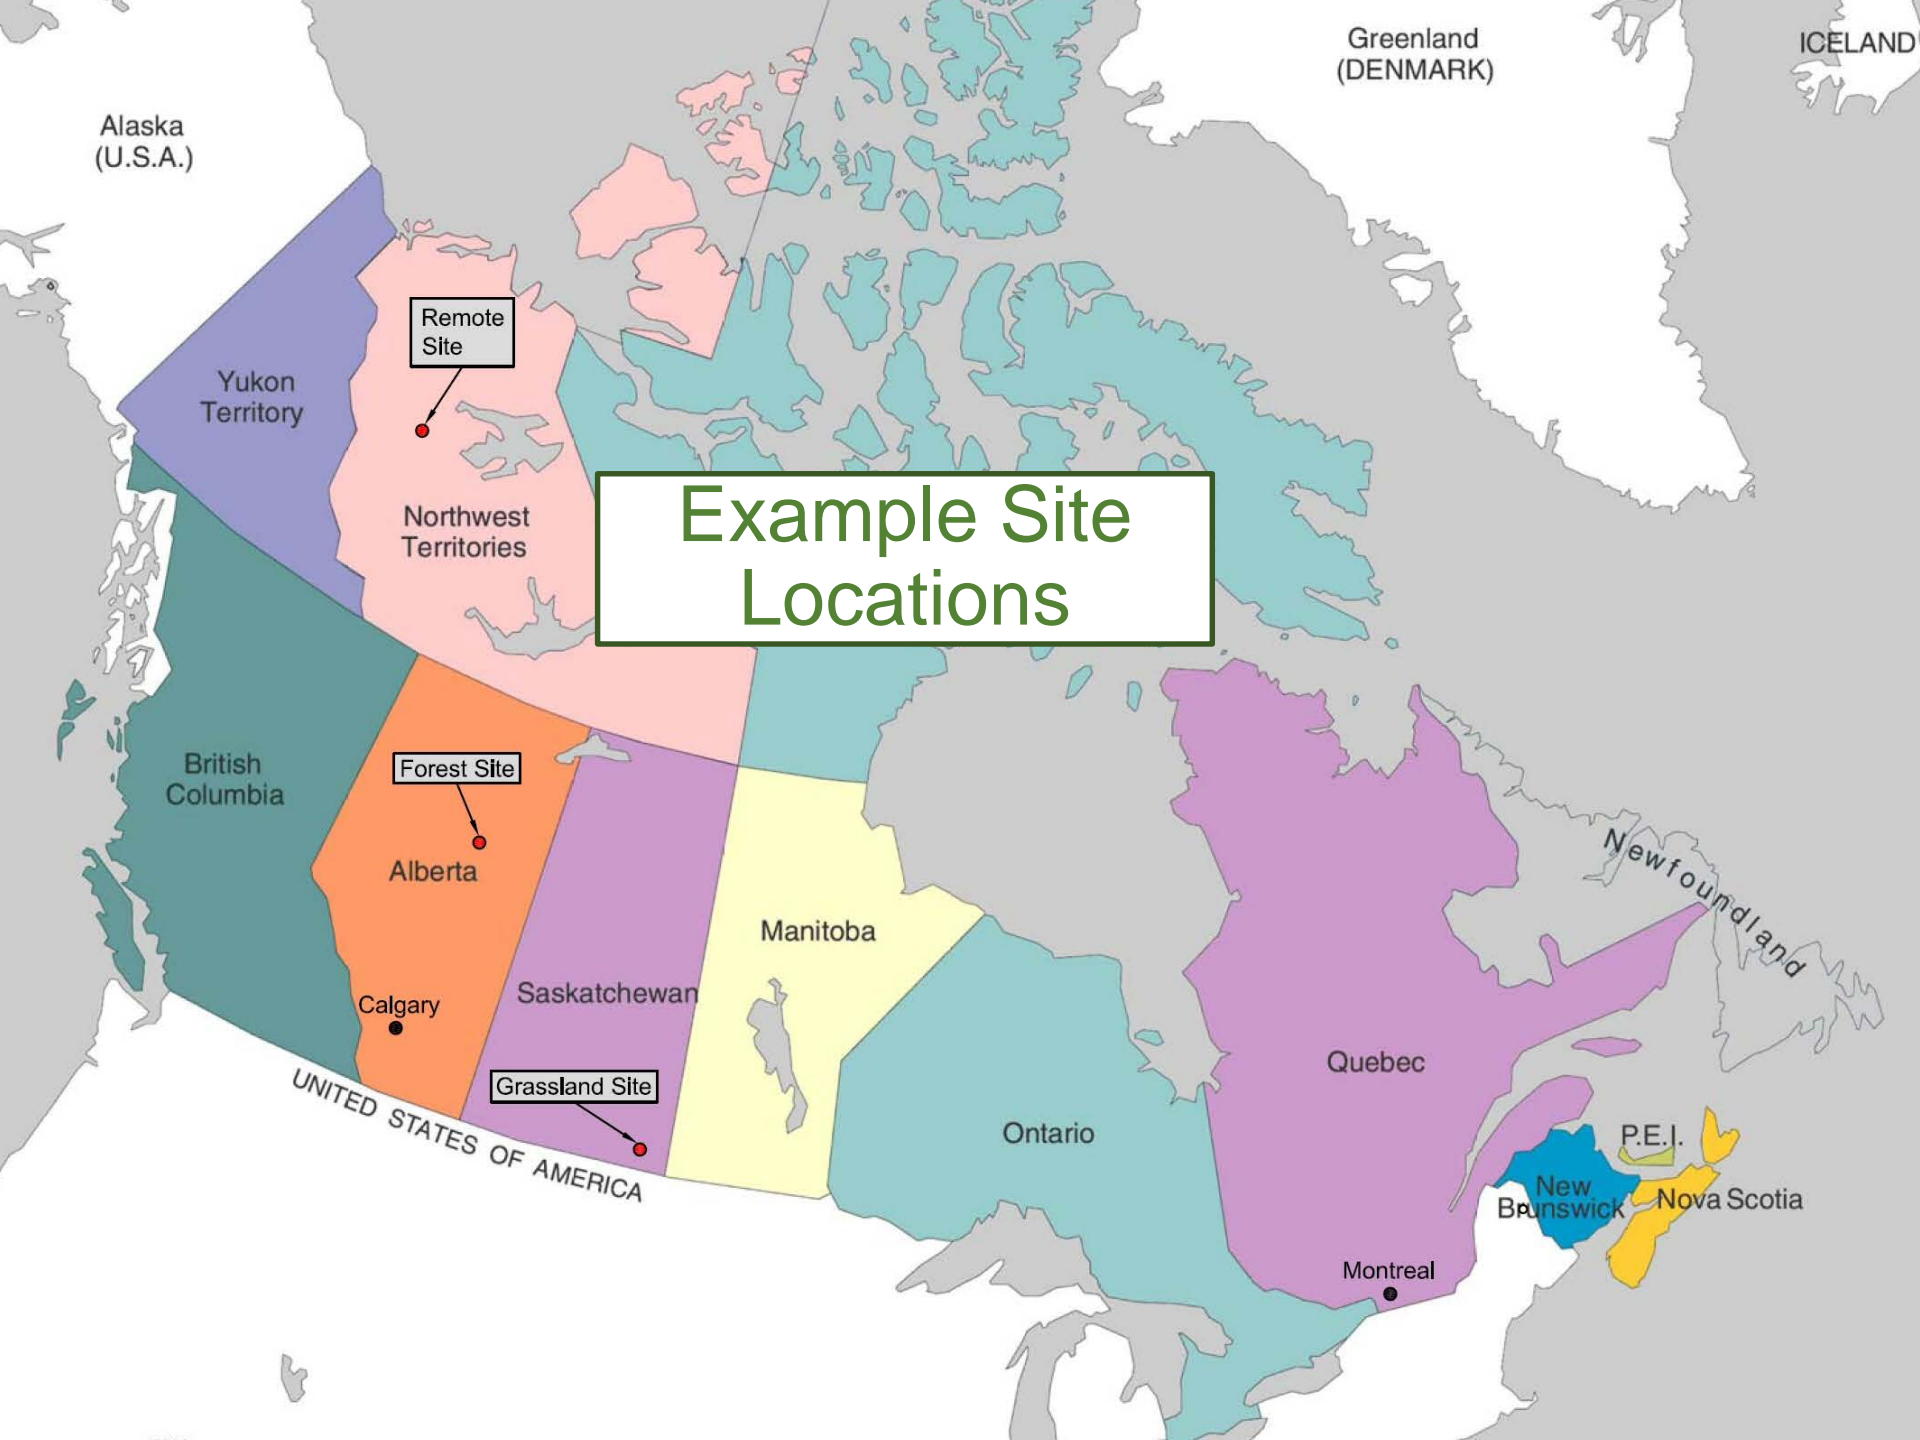 Greenland
(DENMARK)
ICELAND
Alaska
(U.S.A.)
Remote
Site
Yukon
Territory
Northwest
Territories
Example Site
Locations
British
Columbia
Forest Site
Alberta
Newfoundland
Manitoba
Saskatchewan
Calgary
Quebec
Grassland Site
UNITED STATES OF AMERICA
Ontario
P.E.I.
New
Brunswick
Nova Scotia
Montreal